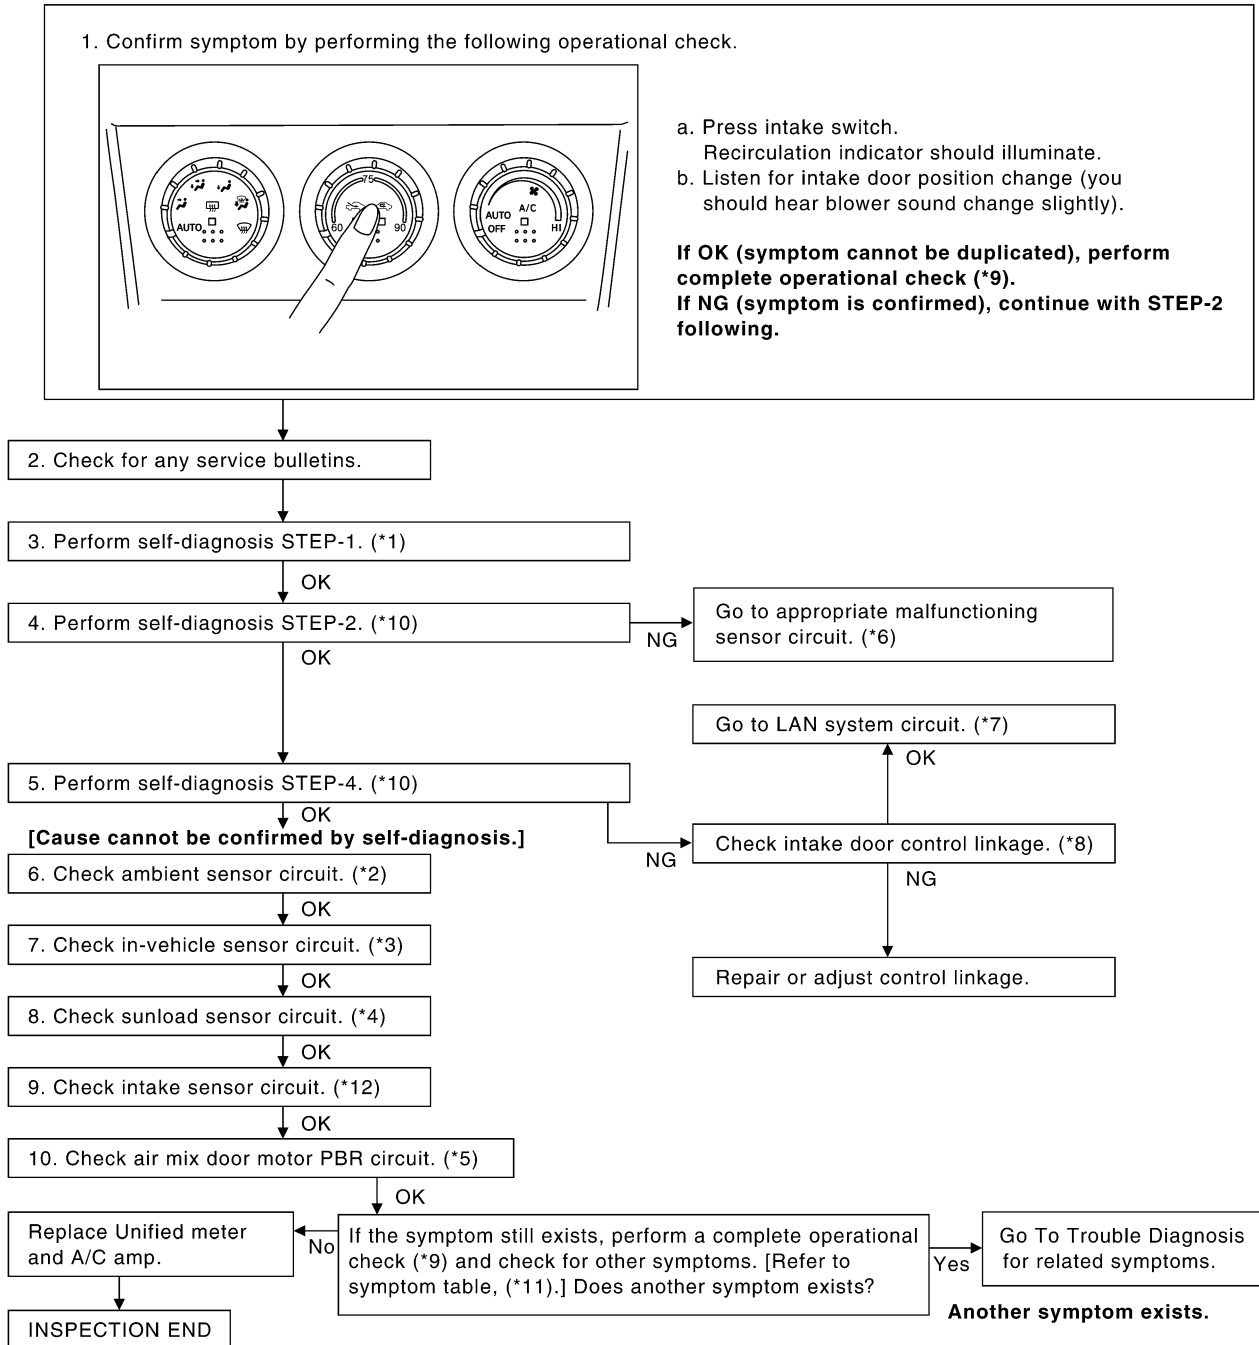 1. Confirm symptom by performing the following operational check.
75
60
90
AUTO
AUTO
OFF
A/C
HI
a. Press intake switch.
Recirculation indicator should illuminate.
b. Listen for intake door position change (you
should hear blower sound change slightly).
If OK (symptom cannot be duplicated), perform
complete operational check (*9).
If NG (symptom is confirmed), continue with STEP-2
following.
2. Check for any service bulletins.
3. Perform self-diagnosis STEP-1. (*1)
OK
4. Perform self-diagnosis STEP-2. (*10)
NG
Go to appropriate malfunctioning
sensor circuit. (*6)
OK
Go to LAN system circuit. (*7)
OK
5. Perform self-diagnosis STEP-4. (*10)
OK
[Cause cannot be confirmed by self-diagnosis.]
NG
Check intake door control linkage. (*8)
NG
Repair or adjust control linkage.
6. Check ambient sensor circuit. (*2)
OK
7. Check in-vehicle sensor circuit. (*3)
OK
8. Check sunload sensor circuit. (*4)
OK
9. Check intake sensor circuit. (*12)
OK
10. Check air mix door motor PBR circuit. (*5)
OK
If the symptom still exists, perform a complete operational
check (*9) and check for other symptoms. [Refer to
symptom table, (*11).] Does another symptom exists?
No
Replace Unified meter
and A/C amp.
INSPECTION END
Yes
Go To Trouble Diagnosis
for related symptoms.
Another symptom exists.